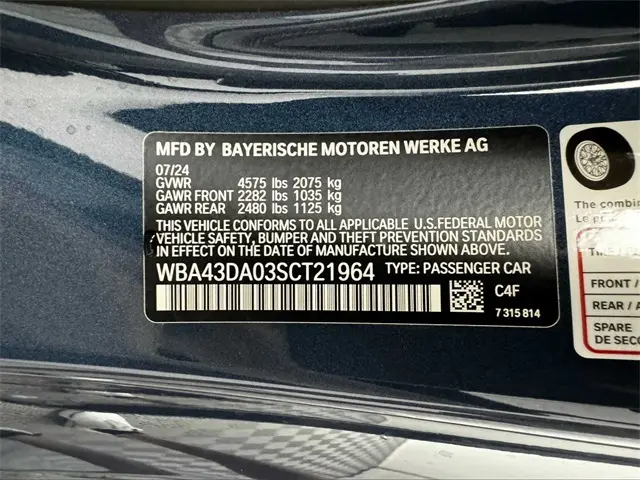 MFD BY BAYERISCHE MOTOREN WERKE AG
07/24
GVWR 4575 lbs 2075 kg
GAWR FRONT 2282 lbs 1035 kg
GAWR REAR 2480 lbs 1125 kg
THIS VEHICLE CONFORMS TO ALL APPLICABLE U.S.FEDERAL MOTOR
VEHICLE SAFETY, BUMPER, AND THEFT PREVENTION STANDARDS
IN EFFECT ON THE DATE OF MANUFACTURE SHOWN ABOVE.
WBA43DA03SCT21964 TYPE: PASSENGER CAR
C4F
7 315 814
The combin
Le
FRONT /
REAR / A
SPARE
DE SECO